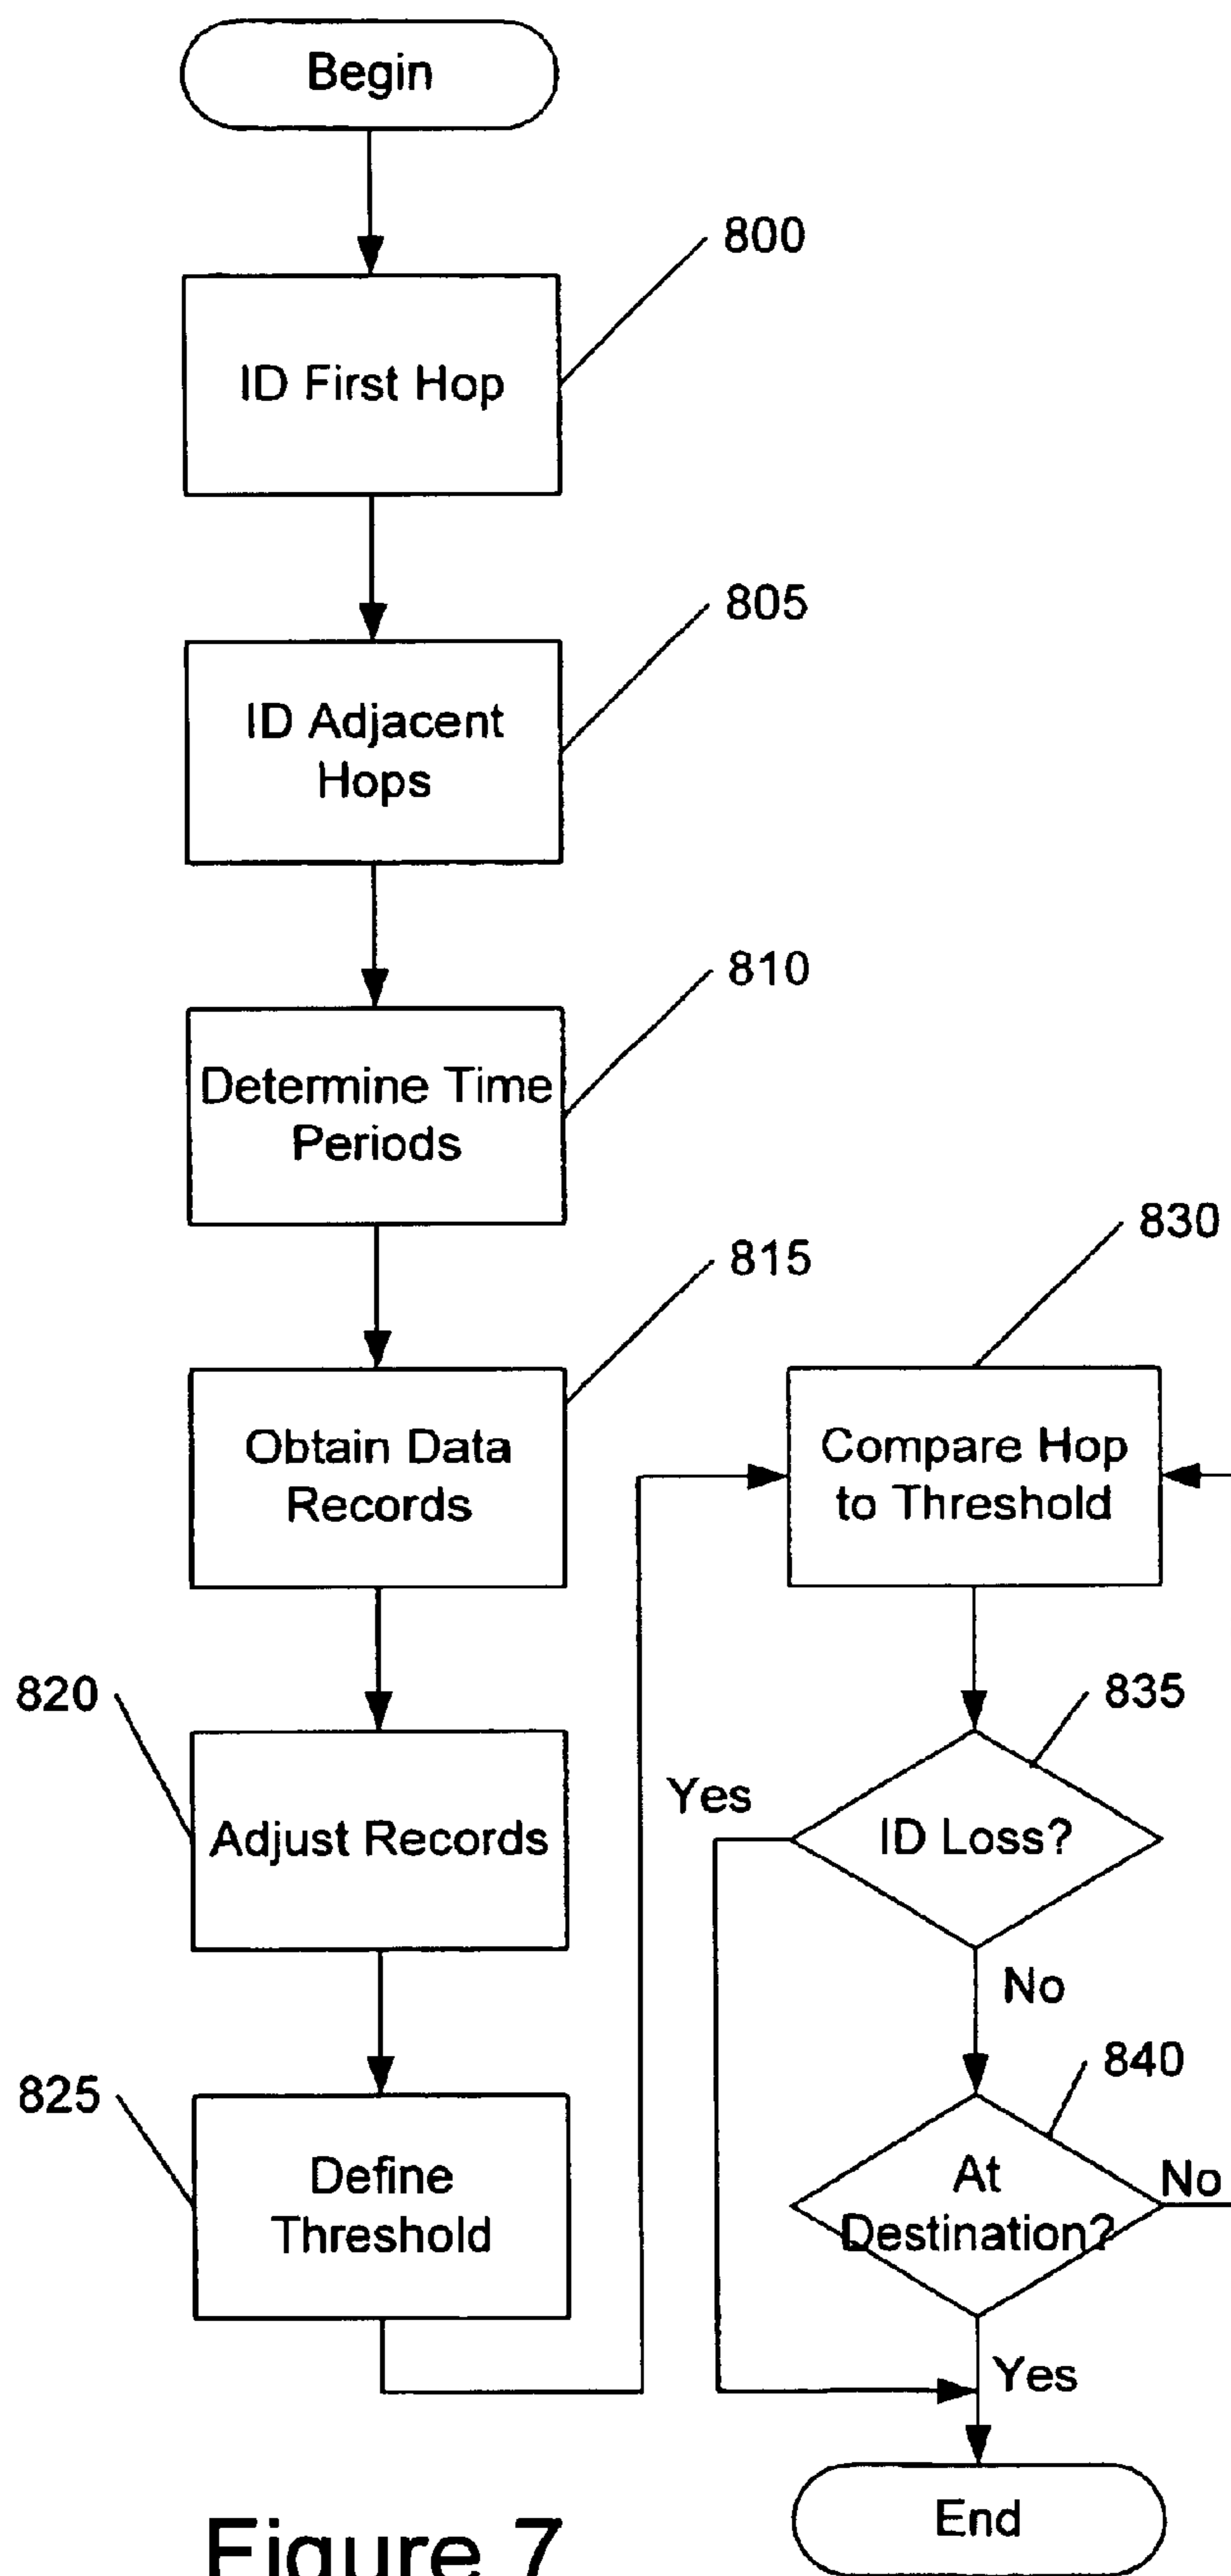 Begin
800
ID First Hop
805
ID Adjacent
Hops
810
Determine Time
Periods
815
Obtain Data
Records
820
Adjust Records
825
Define
Threshold
830
Compare Hop
to Threshold
835
ID Loss?
Yes
No
840
At
Destination?
No
Yes
End
Figure 7